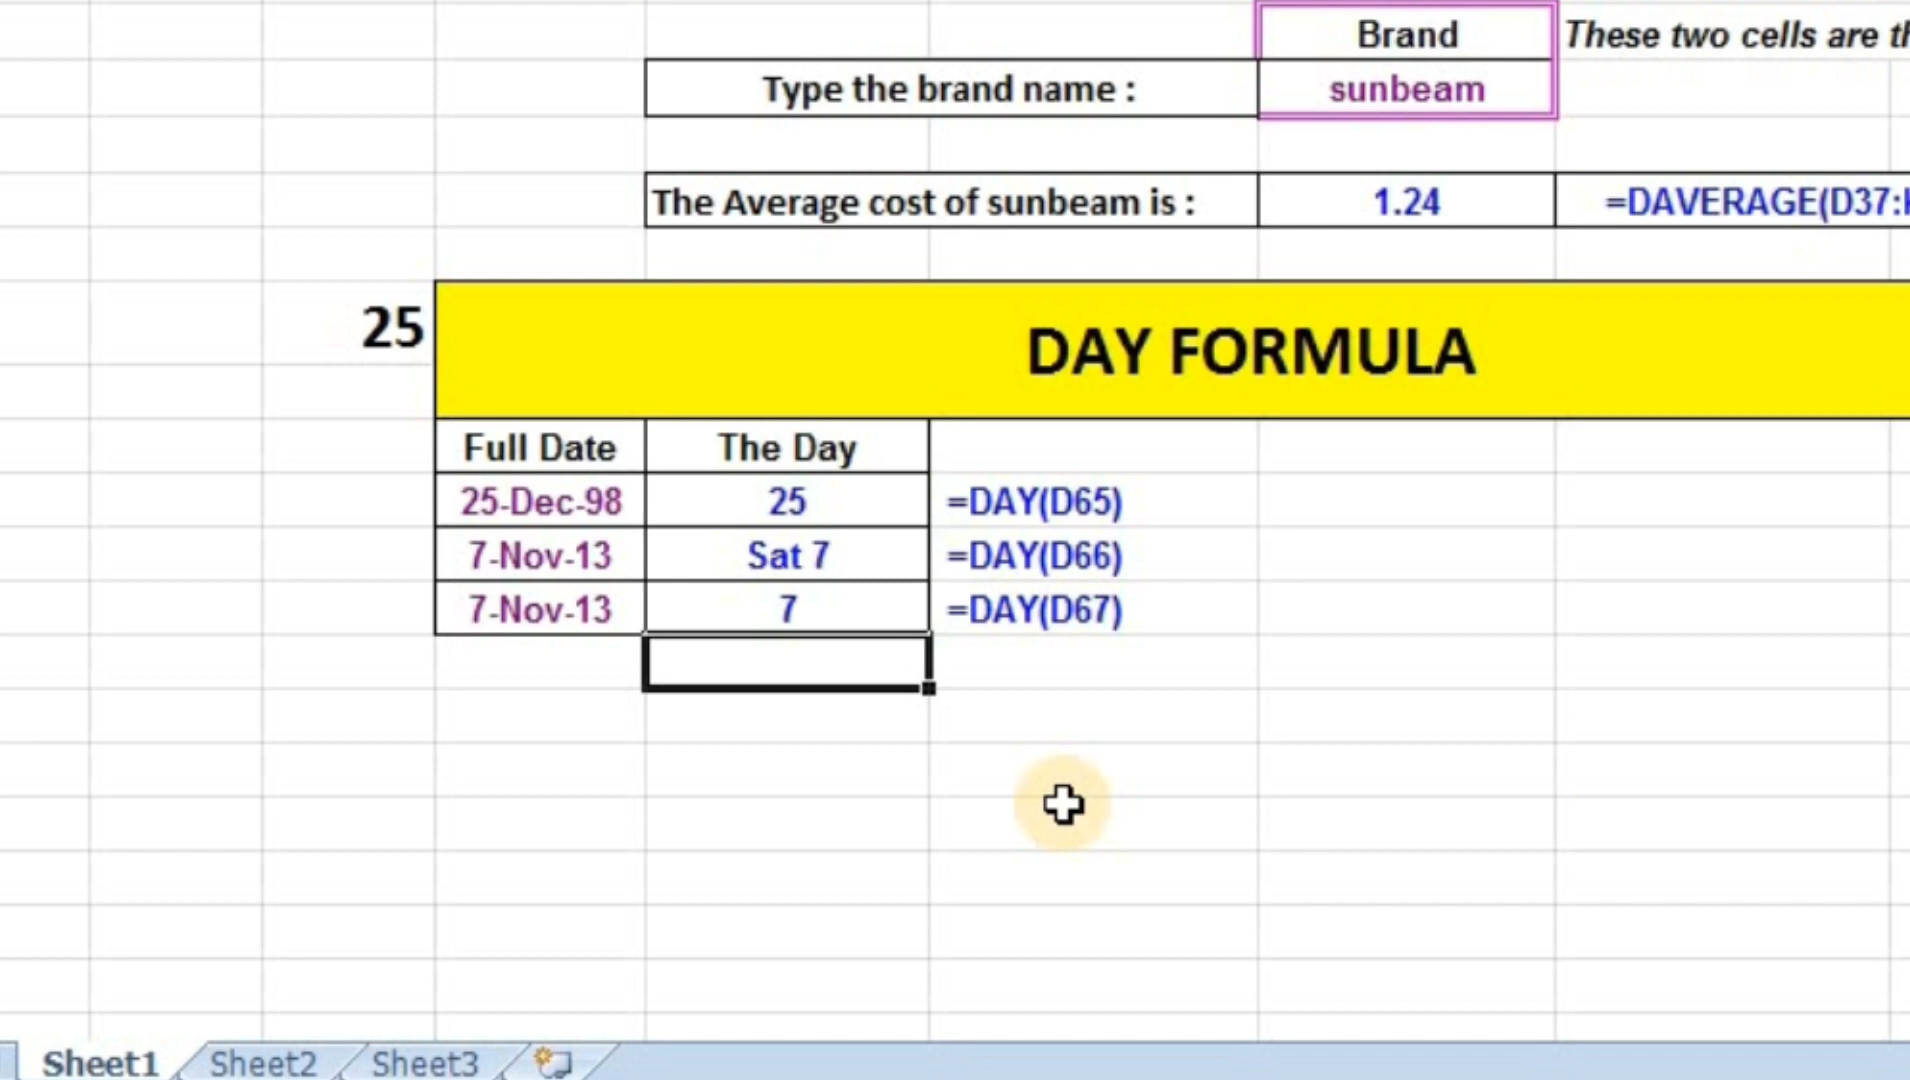 Brand
These two cells are
Type the brand name :
sunbeam
The Average cost of sunbeam is :
1.24
=DAVERAGE(D37:
25
DAY FORMULA
Full Date
The Day
25-Dec-98
25
=DAY(D65)
7-Nov-13
Sat 7
=DAY(D66)
7-Nov-13
7
=DAY(D67)
Sheet1
Sheet2
Sheet3